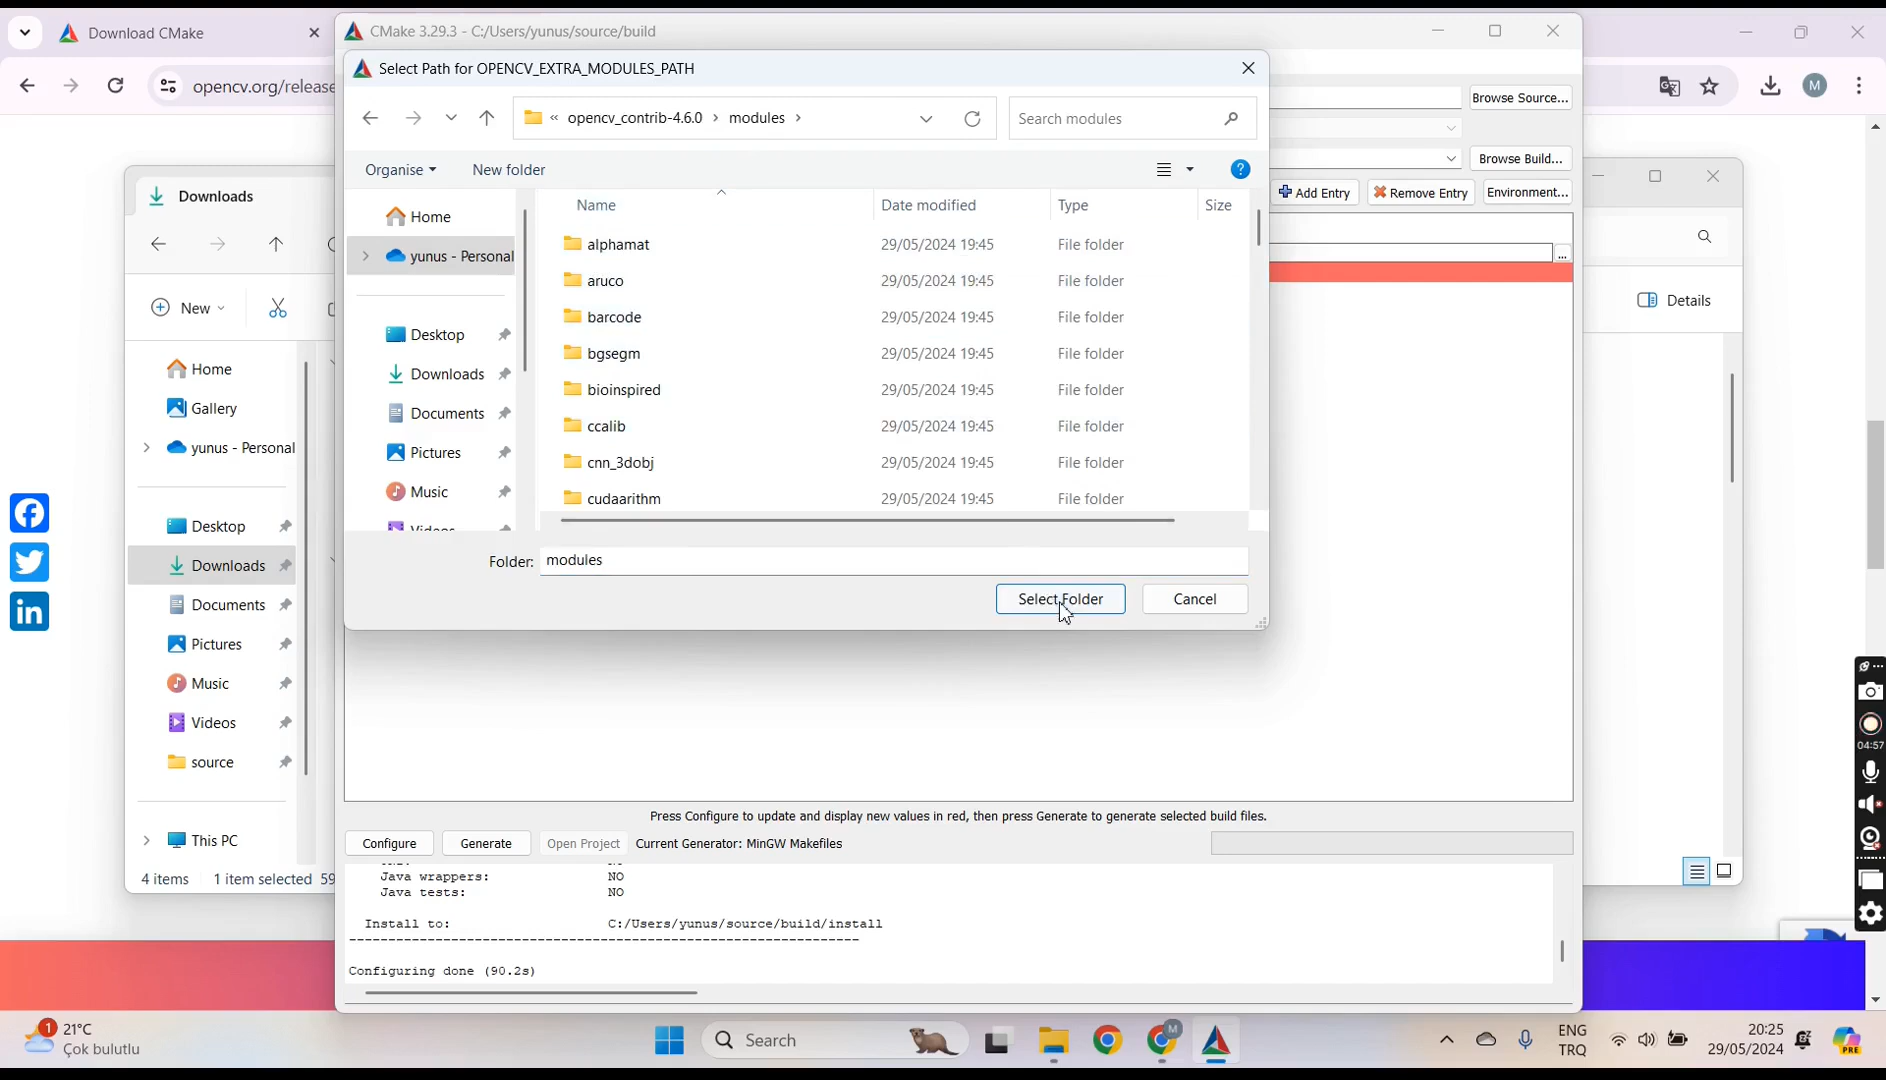 Download CMake
opencv.org/release
M
CMake 3.29.3 - C:/Users/yunus/source/build
Select Path for OPENCV_EXTRA_MODULES_PATH
« opencv_contrib-4.6.0 › modules ›
Search modules
Organise
New folder
Name
Date modified
Type
Size
Home
yunus - Personal
Desktop
Downloads
Documents
Pictures
Music
alphamat 29/05/2024 19:45 File folder
aruco 29/05/2024 19:45 File folder
barcode 29/05/2024 19:45 File folder
bgsegm 29/05/2024 19:45 File folder
bioinspired 29/05/2024 19:45 File folder
ccalib 29/05/2024 19:45 File folder
cnn_3dobj 29/05/2024 19:45 File folder
cudaarithm 29/05/2024 19:45 File folder
Folder: modules
Select Folder
Cancel
Browse Source...
Browse Build...
Add Entry
Remove Entry
Environment...
...
Downloads
New
Details
Home
Gallery
yunus - Personal
Desktop
Downloads
Documents
Pictures
Music
Videos
source
This PC
4 items 1 item selected 59
Press Configure to update and display new values in red, then press Generate to generate selected build files.
Configure
Generate
Open Project
Current Generator: MinGW Makefiles
Java wrappers: NO
Java tests: NO
Install to: C:/Users/yunus/source/build/install
-----------------------------------------------------------------
Configuring done (90.2s)
04:57
1
21°C
Çok bulutlu
Search
M
ENG
TRQ
20:25
29/05/2024
PRE